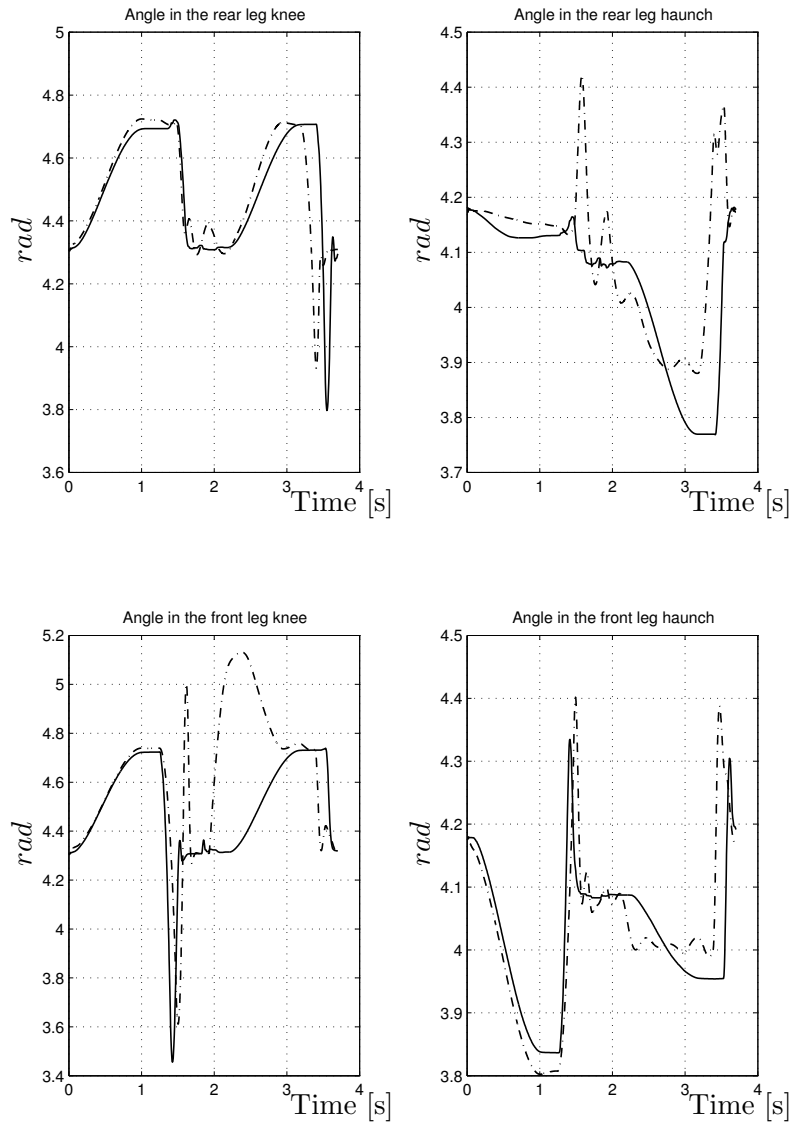 Angle in the rear leg knee
5
4.8
4.6
4.4
4.2
4
3.8
3.6
rad
0 1 2 3 4
Time [s]
Angle in the rear leg haunch
4.5
4.4
4.3
4.2
4.1
4
3.9
3.8
3.7
rad
0 1 2 3 4
Time [s]
Angle in the front leg knee
5.2
5
4.8
4.6
4.4
4.2
4
3.8
3.6
3.4
rad
0 1 2 3 4
Time [s]
Angle in the front leg haunch
4.5
4.4
4.3
4.2
4.1
4
3.9
3.8
rad
0 1 2 3 4
Time [s]